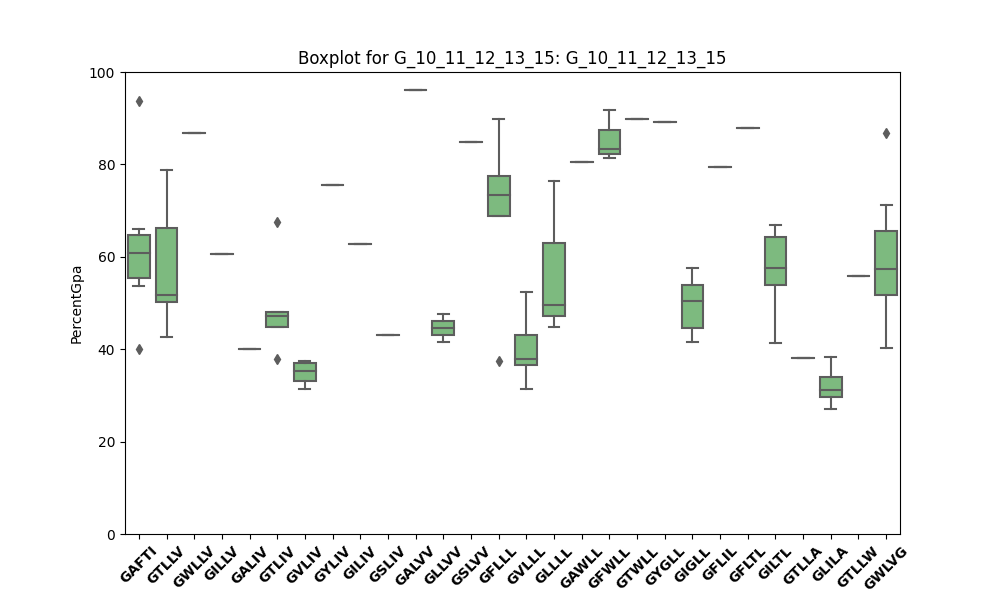 Boxplot for G_10_11_12_13_15: G_10_11_12_13_15
PercentGpa
100
80
60
40
20
0
GAFTI
GTLLV
GWLLV
GILLV
GALIV
GTLIV
GVLIV
GYLIV
GILIV
GSLIV
GALVV
GLLVV
GSLVV
GFLLL
GVLLL
GLLLL
GAWLL
GFWLL
GTWLL
GYGLL
GIGLL
GFLIL
GFLTL
GILTL
GTLLA
GLILA
GTLLW
GWLVG